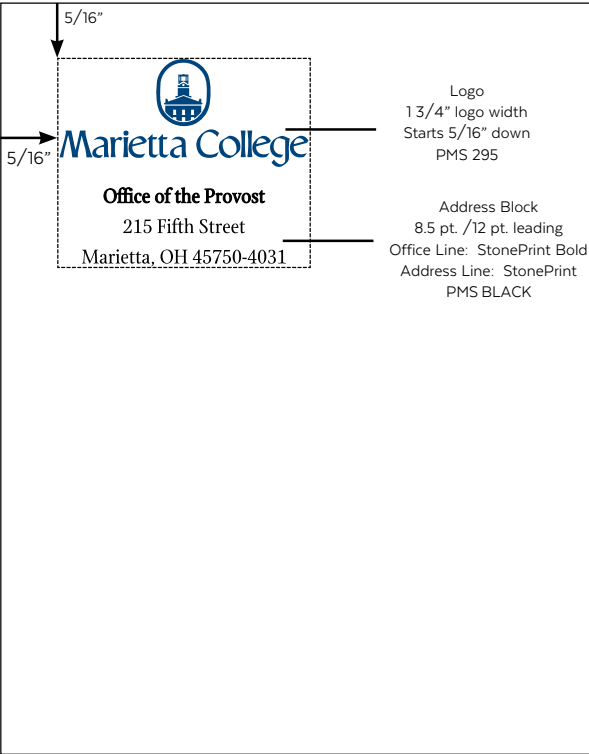 5/16”
5/16”
Marietta College
Office of the Provost
215 Fifth Street
Marietta, OH 45750-4031
Logo
1 3/4” logo width
Starts 5/16” down
PMS 295
Address Block
8.5 pt. /12 pt. leading
Office Line:  StonePrint Bold
Address Line:  StonePrint
PMS BLACK